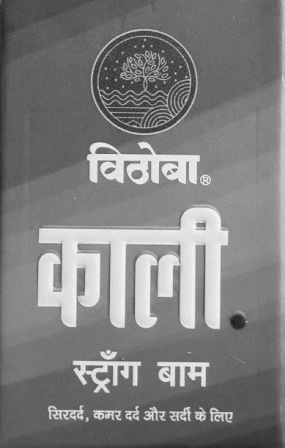 विठोबा®
काली
स्ट्राँग बाम
सिरदर्द, कमर दर्द और सर्दी के लिए